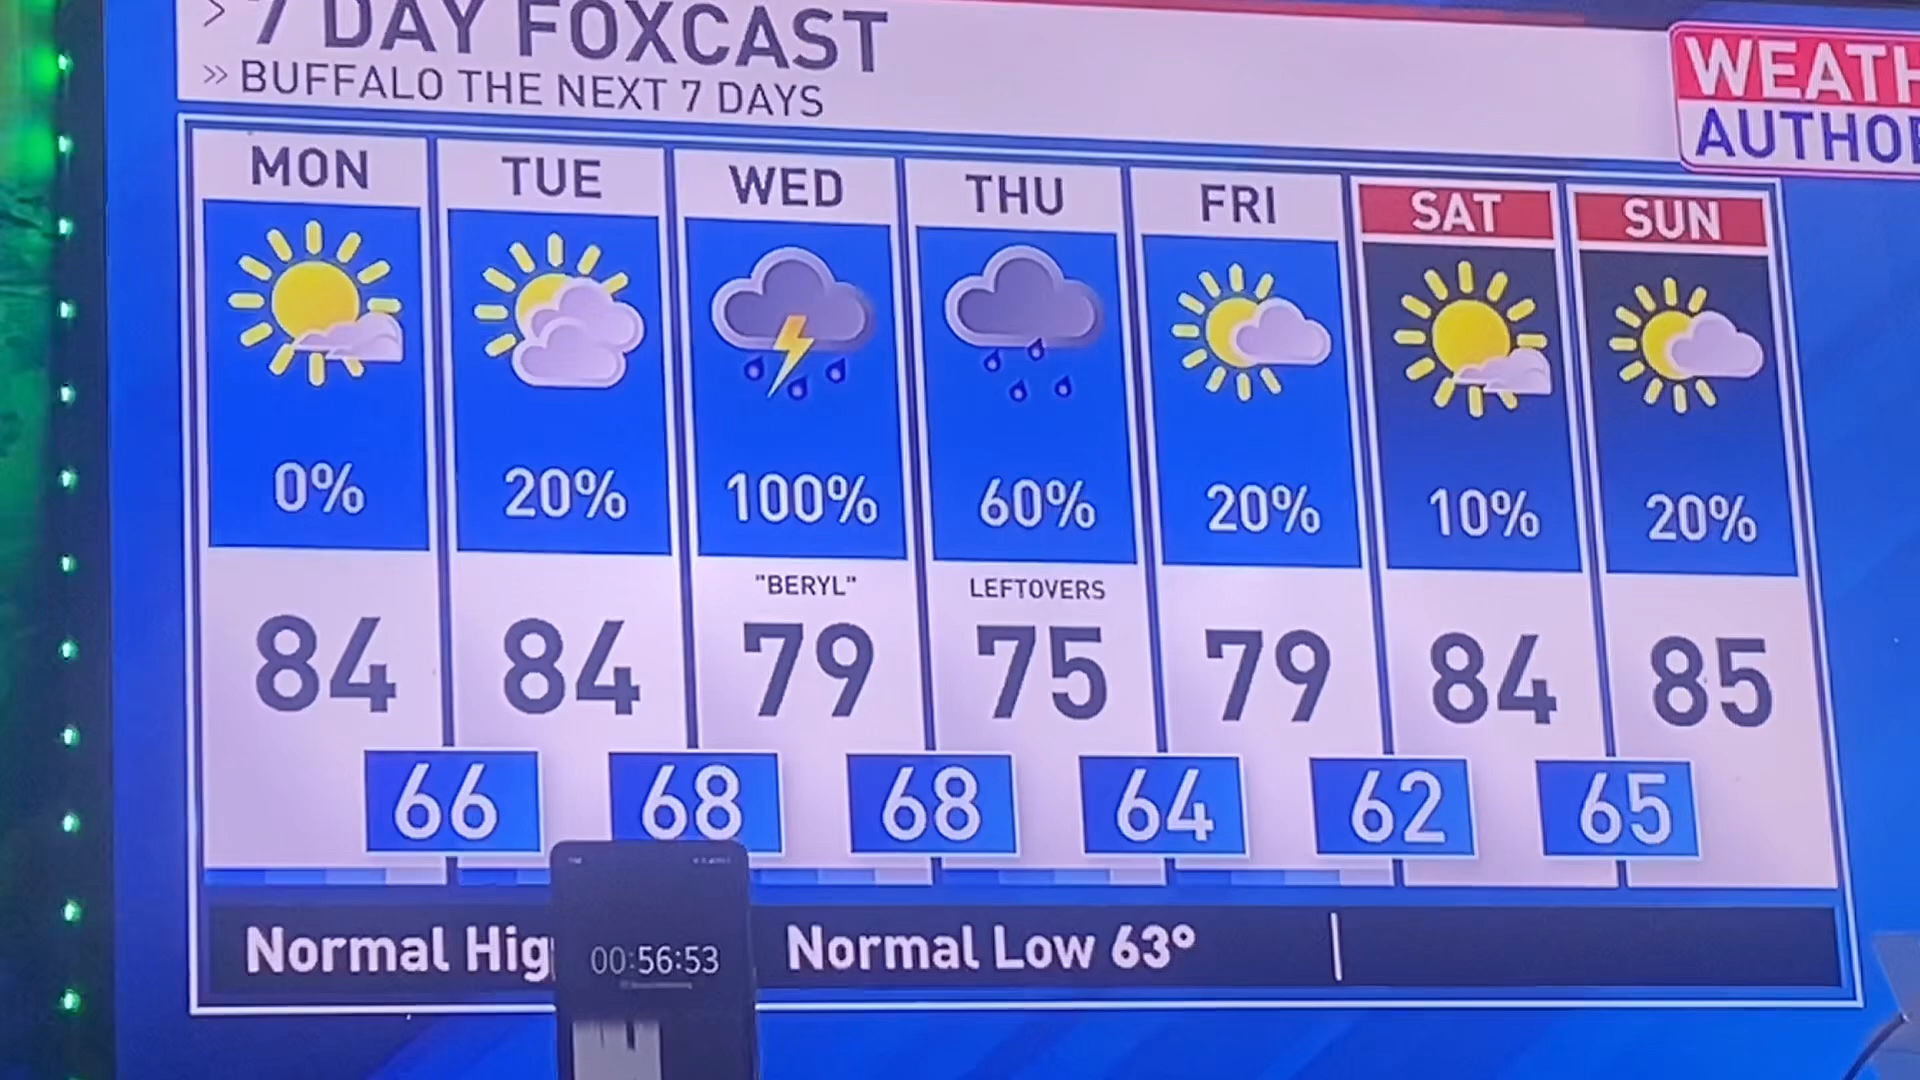 > 7 DAY FOXCAST
>> BUFFALO THE NEXT 7 DAYS
WEATH
AUTHOR
MON TUE WED THU FRI SAT SUN
0% 20% 100% 60% 20% 10% 20%
"BERYL" LEFTOVERS
84 84 79 75 79 84 85
66 68 68 64 62 65
Normal Hig Normal Low 63° |
00:56:53